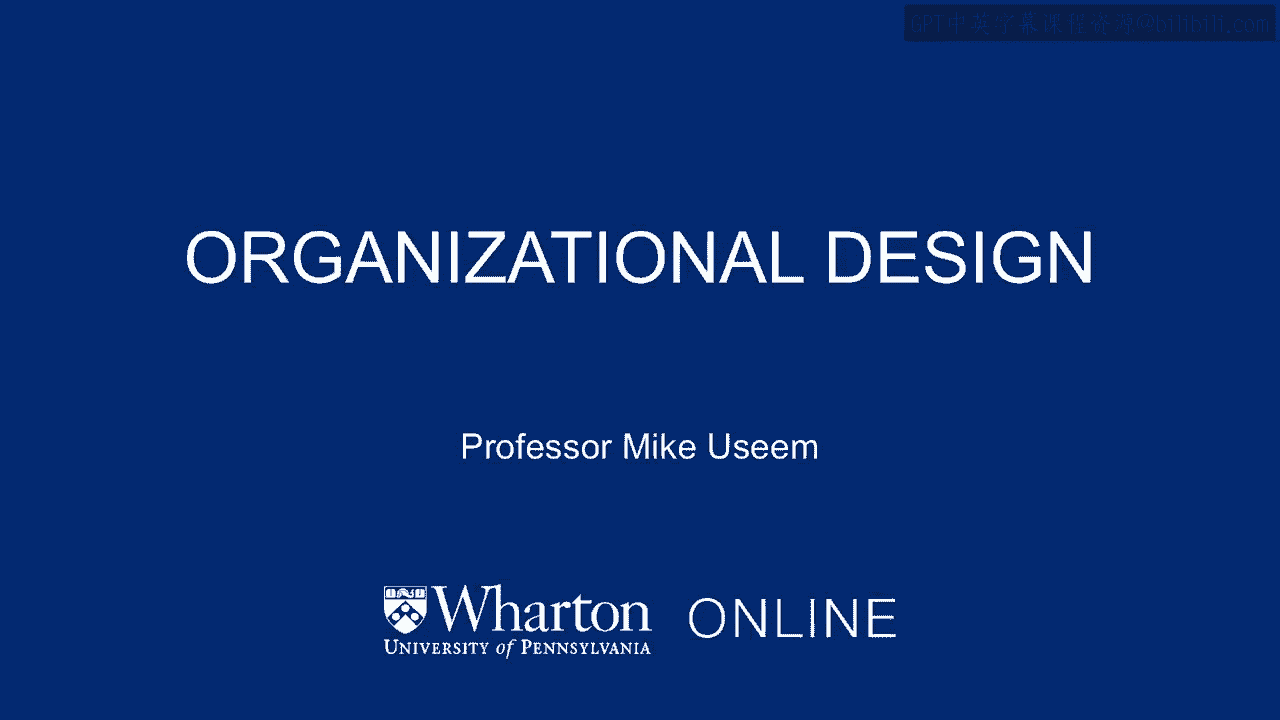 GPT中英字幕课程资源@bilibili.com
ORGANIZATIONAL DESIGN
Professor Mike Useem
Wharton ONLINE
UNIVERSITY of PENNSYLVANIA